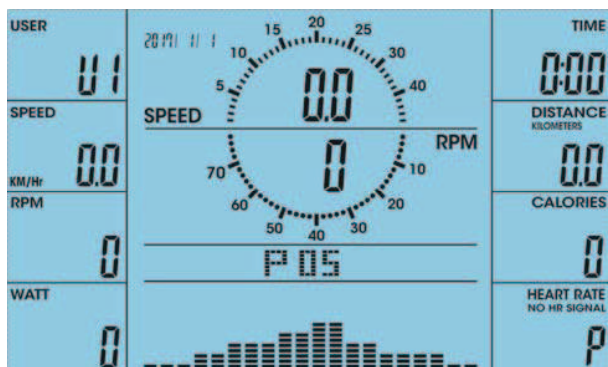 USER
U1
SPEED
0.0
KM/Hr
RPM
0
WATT
0
2017/ 1/ 1
5 10 15 20 25 30 40
0.0
SPEED
RPM
0
70 60 50 40 30 20 10
P 05
TIME
0:00
DISTANCE
KILOMETERS
0.0
CALORIES
0
HEART RATE
NO HR SIGNAL
P